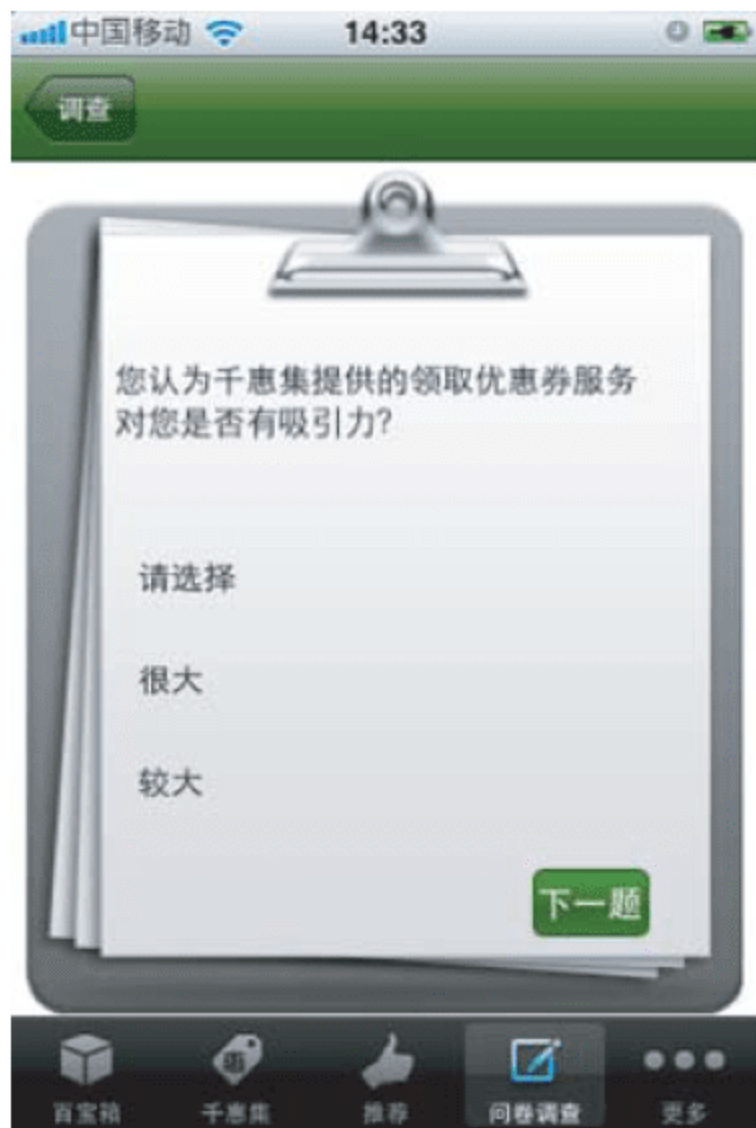 中国移动
14:33
调查
您认为千惠集提供的领取优惠券服务
对您是否有吸引力?
请选择
很大
较大
下一题
百宝箱
千惠集
推荐
问卷调查
更多